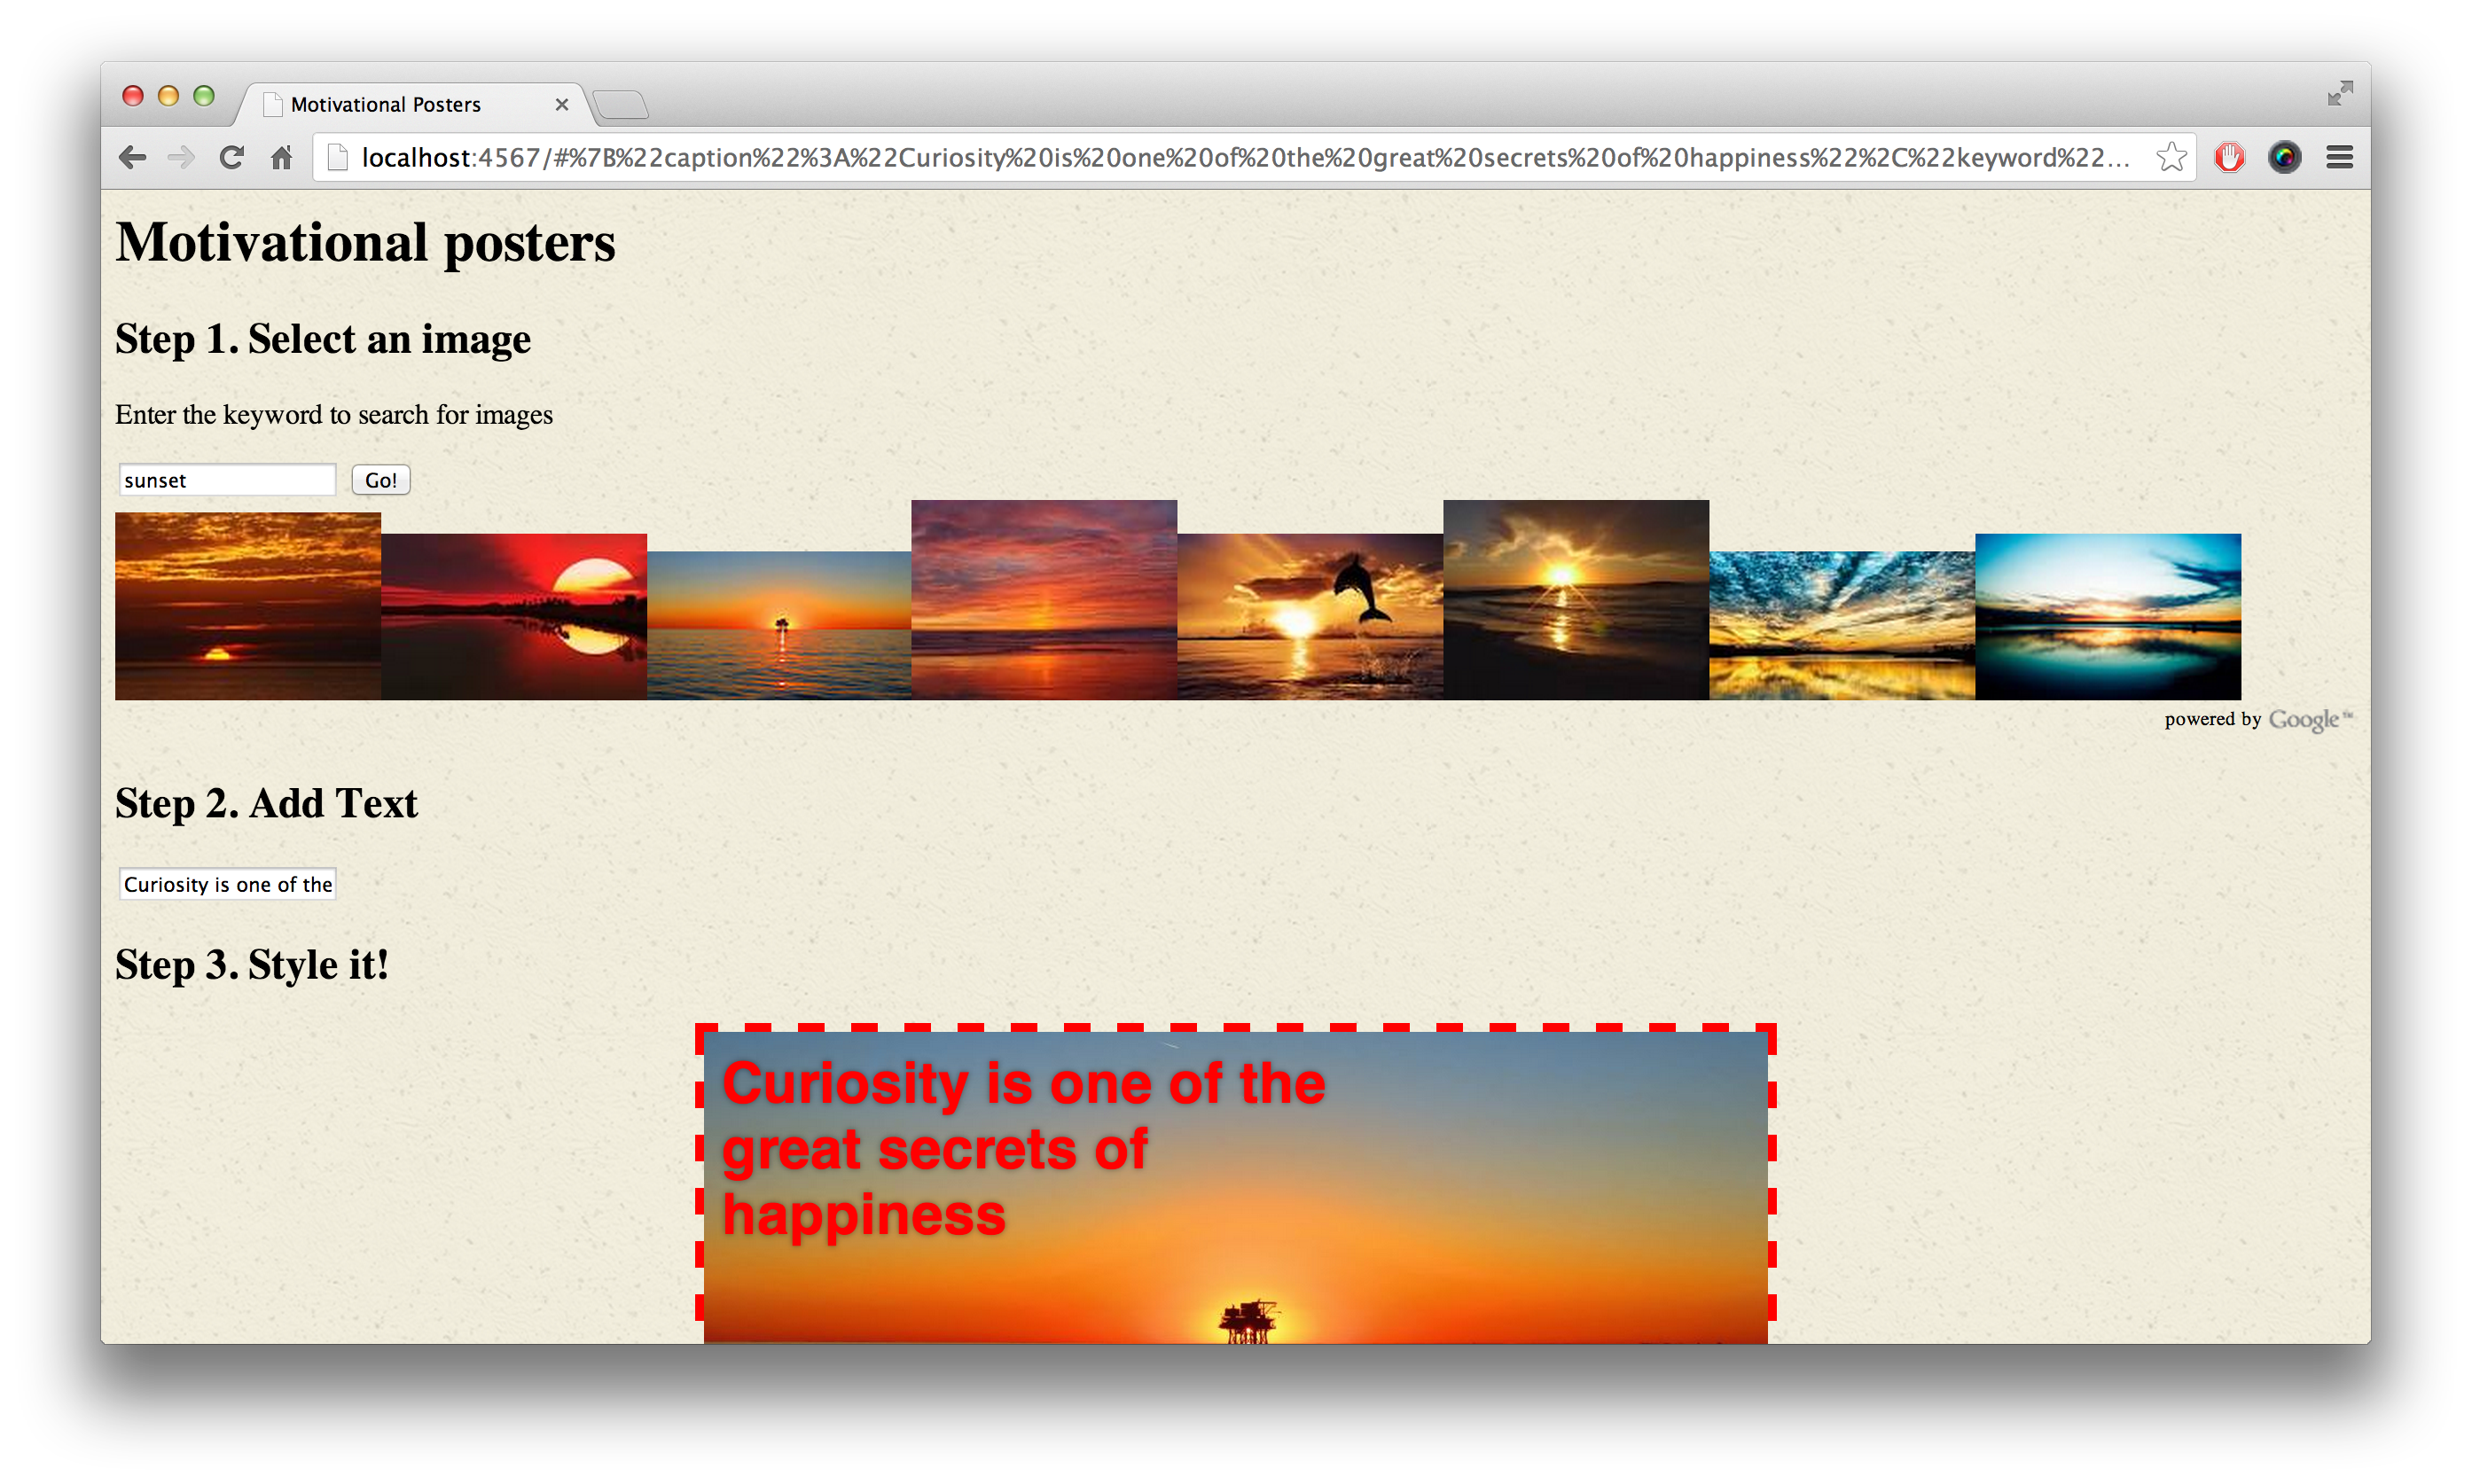 Motivational Posters
localhost:4567/#%7B%22caption%22%3A%22Curiosity%20is%20one%20of%20the%20great%20secrets%20of%20happiness%22%2C%22keyword%22...
Motivational posters
Step 1. Select an image
Enter the keyword to search for images
sunset Go!
powered by Google™
Step 2. Add Text
Curiosity is one of the
Step 3. Style it!
Curiosity is one of the
great secrets of
happiness